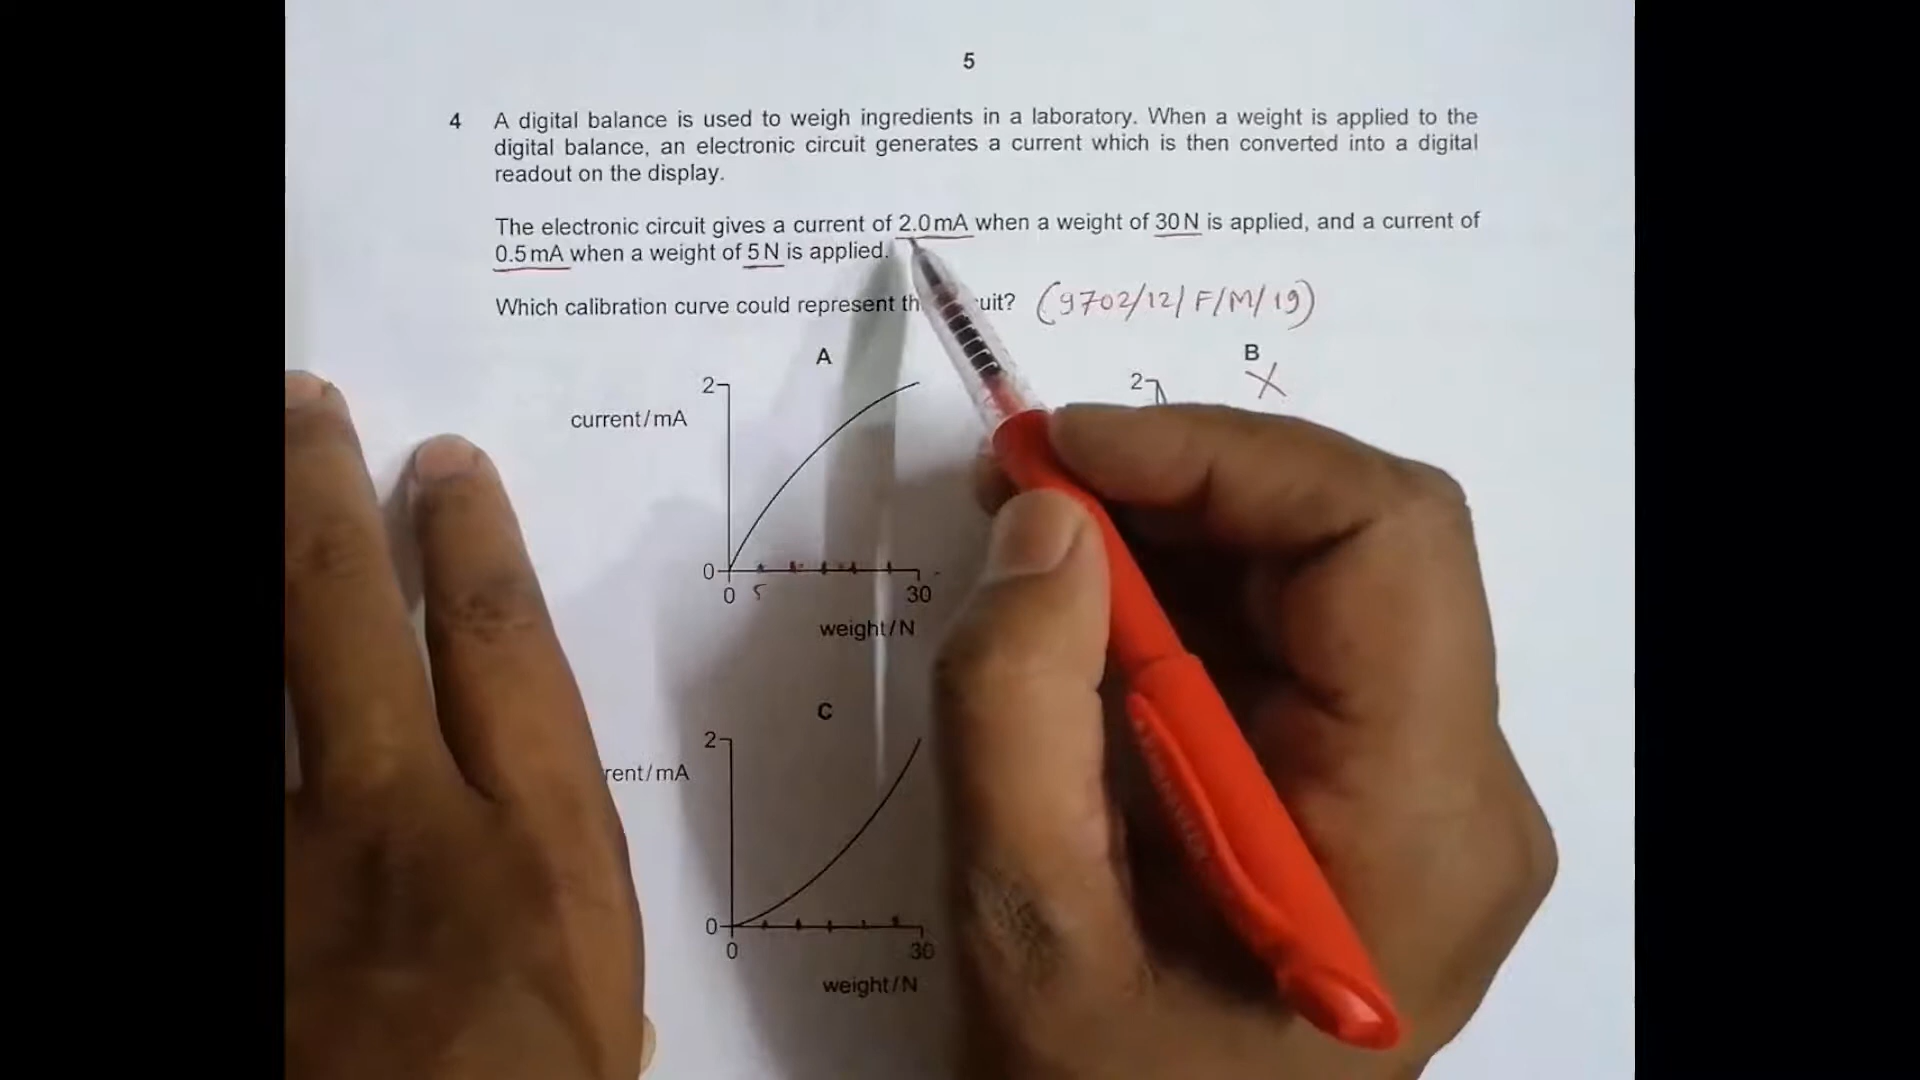 5
4 A digital balance is used to weigh ingredients in a laboratory. When a weight is applied to the
digital balance, an electronic circuit generates a current which is then converted into a digital
readout on the display.
The electronic circuit gives a current of 2.0 mA when a weight of 30 N is applied, and a current of
0.5 mA when a weight of 5 N is applied.
Which calibration curve could represent th uit? (9702/12/F/M/19)
A
B
2
2
X
current/mA
0
0 5 30
weight/N
C
2
rent/mA
0
0 30
weight/N